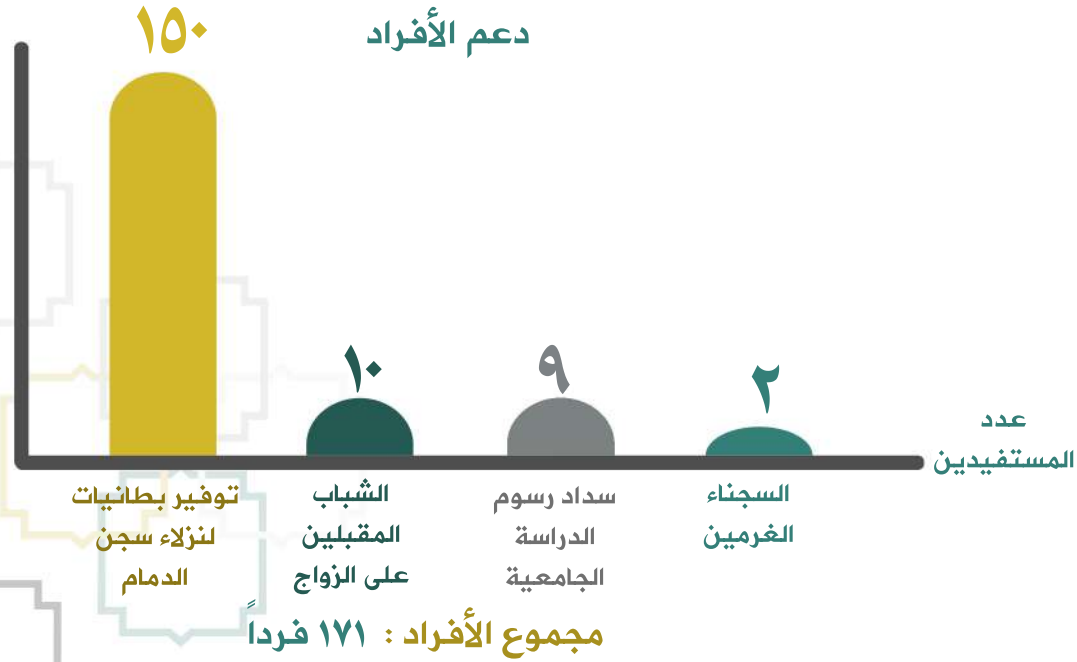 دعم الأفراد
١٥٠
١٠
٩
٢
عدد
المستفيدين
السجناء
الغرمين
سداد رسوم
الدراسة
الجامعية
الشباب
المقبلين
على الزواج
توفير بطانيات
لنزلاء سجن
الدمام
مجموع الأفراد : ١٧١ فرداً